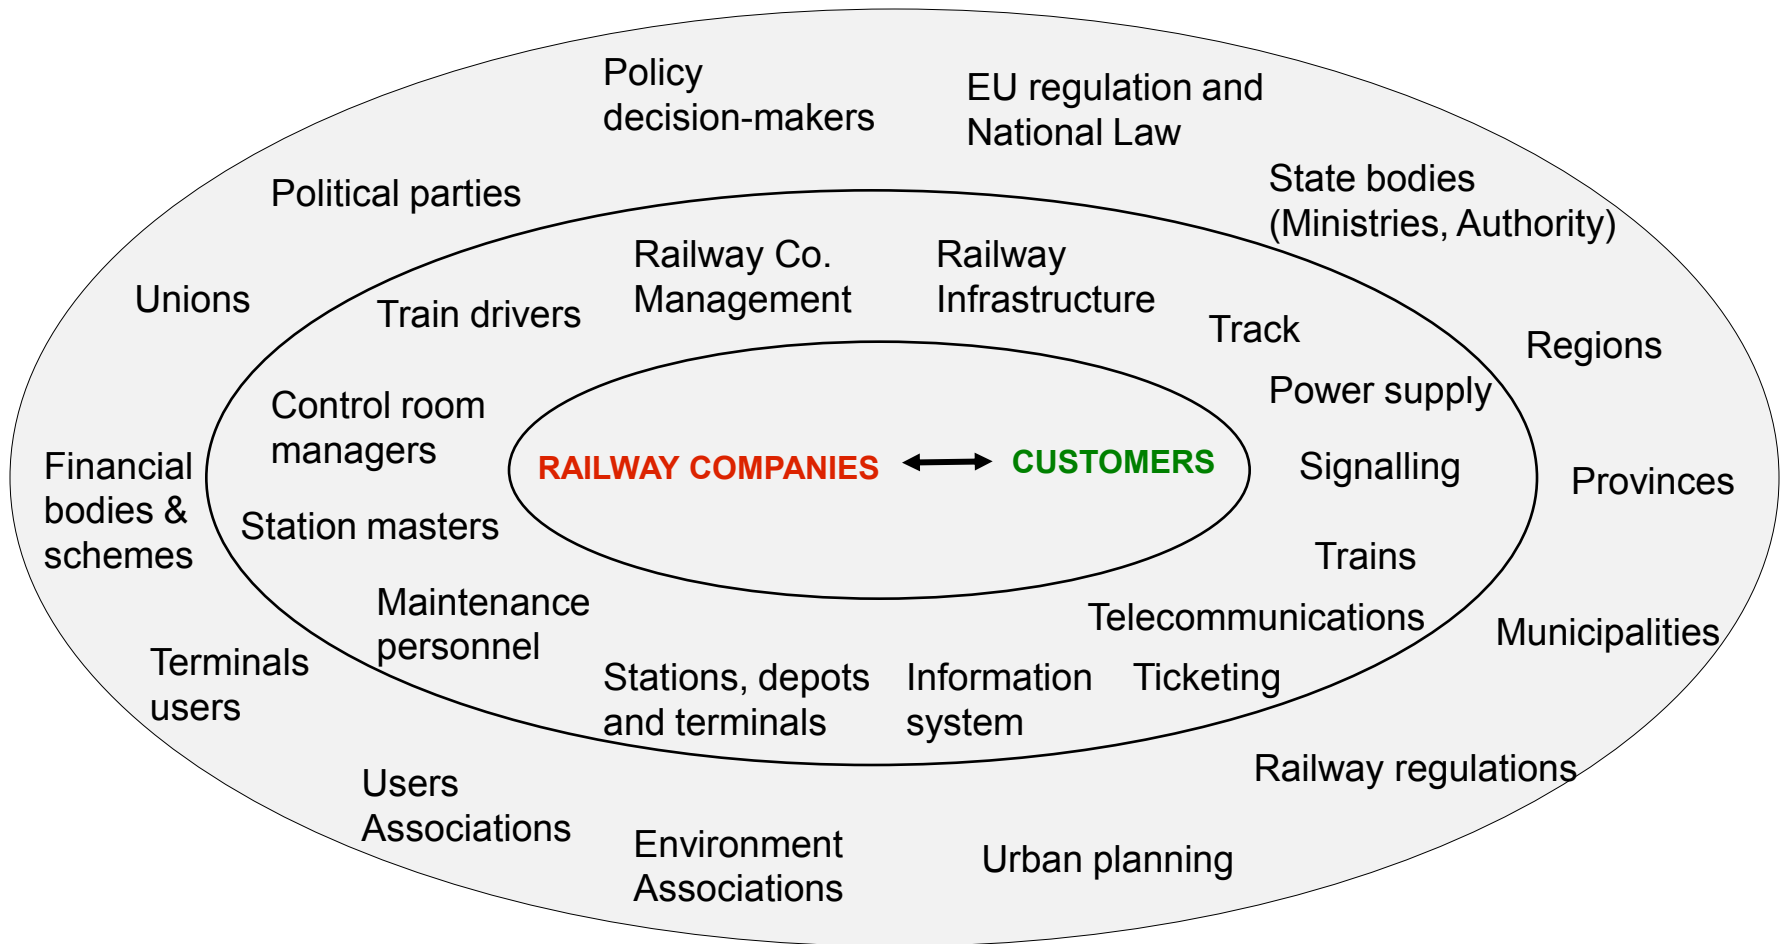 Policy
decision-makers
EU regulation and
National Law
Political parties
State bodies
(Ministries, Authority)
Unions
Train drivers
Railway Co.
Management
Railway
Infrastructure
Track
Regions
Control room
managers
Power supply
Financial
bodies &
schemes
RAILWAY COMPANIES
CUSTOMERS
Signalling
Provinces
Station masters
Trains
Maintenance
personnel
Telecommunications
Municipalities
Terminals
users
Stations, depots
and terminals
Information
system
Ticketing
Users
Associations
Railway regulations
Environment
Associations
Urban planning